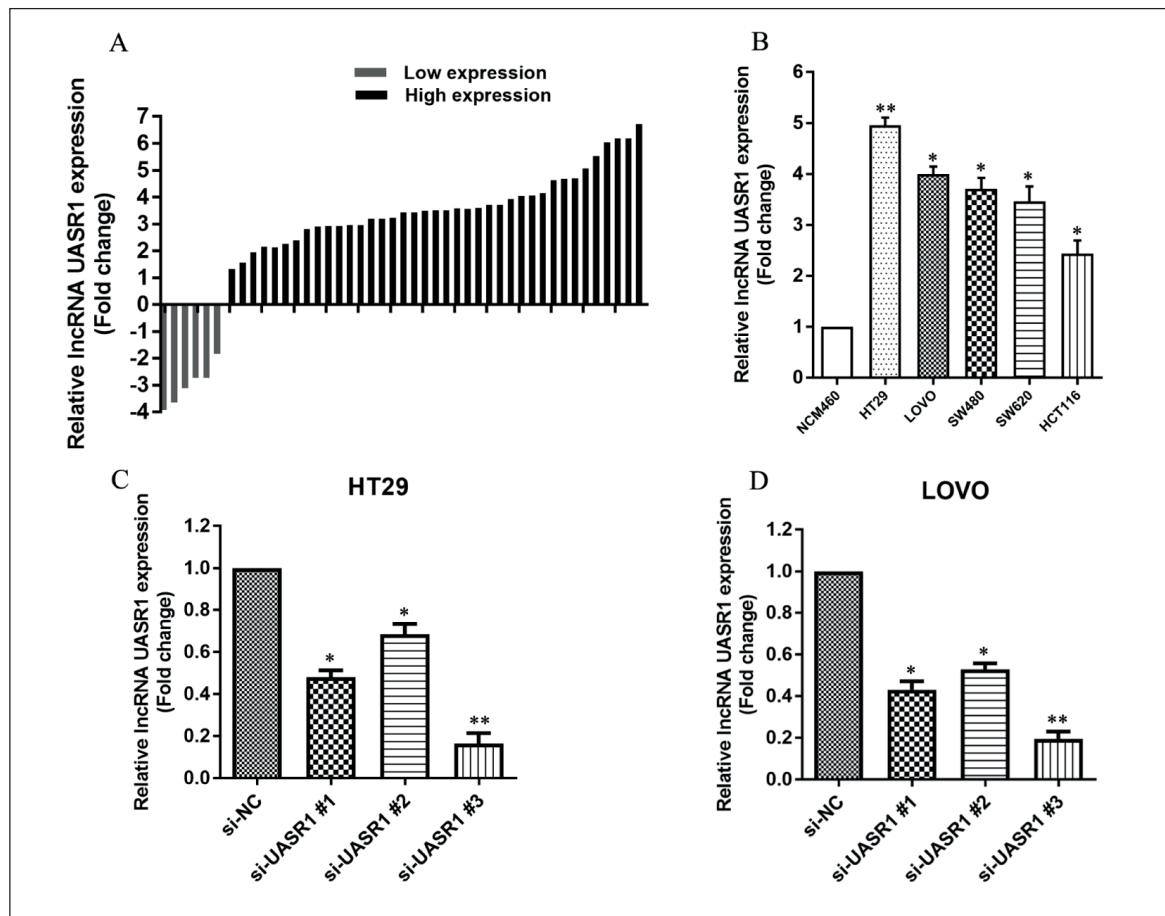 A
Relative lncRNA UASR1 expression
(Fold change)
Low expression
High expression
7
6
5
4
3
2
1
0
-1
-2
-3
-4
B
Relative lncRNA UASR1 expression
(Fold change)
6
5
4
3
2
1
0
**
*
*
*
*
NCM460
HT29
LOVO
SW480
SW620
HCT116
C
HT29
Relative lncRNA UASR1 expression
(Fold change)
1.2
1.0
0.8
0.6
0.4
0.2
0.0
*
*
**
si-NC
si-UASR1 #1
si-UASR1 #2
si-UASR1 #3
D
LOVO
Relative lncRNA UASR1 expression
(Fold change)
1.2
1.0
0.8
0.6
0.4
0.2
0.0
*
*
**
si-NC
si-UASR1 #1
si-UASR1 #2
si-UASR1 #3